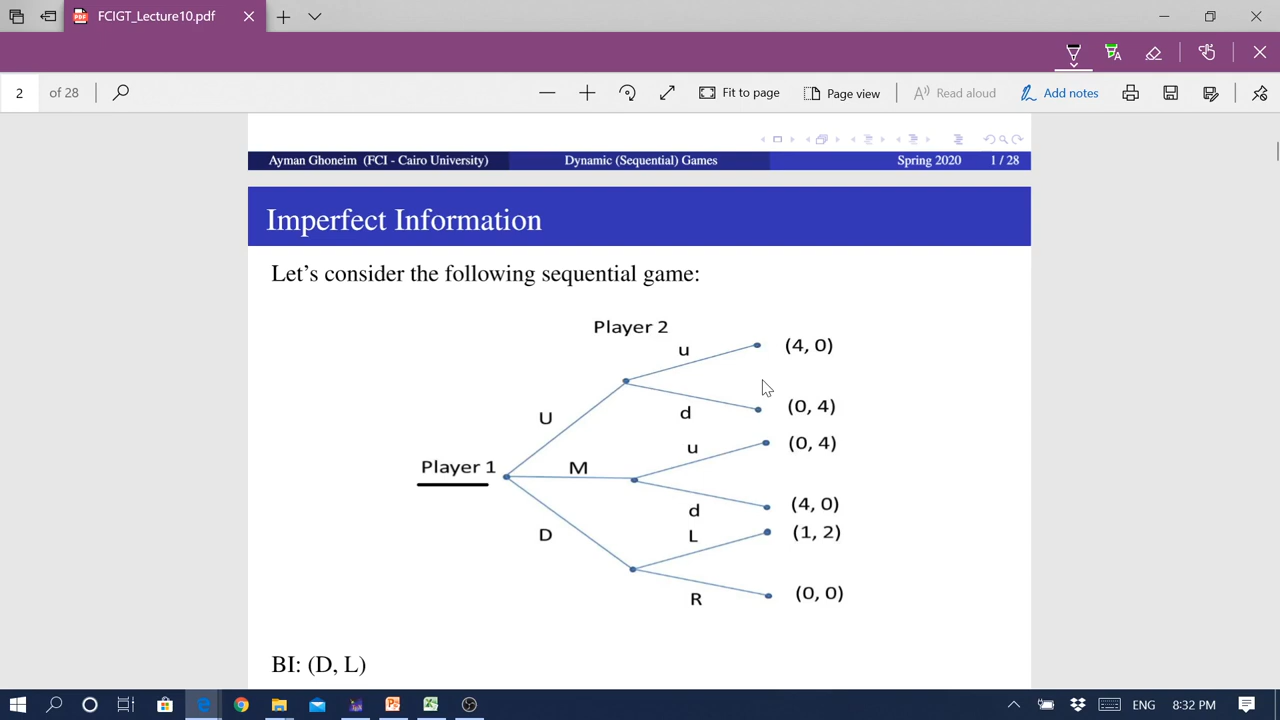 FCIGT_Lecture10.pdf
2 of 28
Fit to page
Page view
Read aloud
Add notes
Ayman Ghoneim (FCI - Cairo University) Dynamic (Sequential) Games Spring 2020 1 / 28
Imperfect Information
Let's consider the following sequential game:
Player 2
u (4, 0)
U d (0, 4)
u (0, 4)
Player 1 M
d (4, 0)
D L (1, 2)
R (0, 0)
BI: (D, L)
ENG 8:32 PM